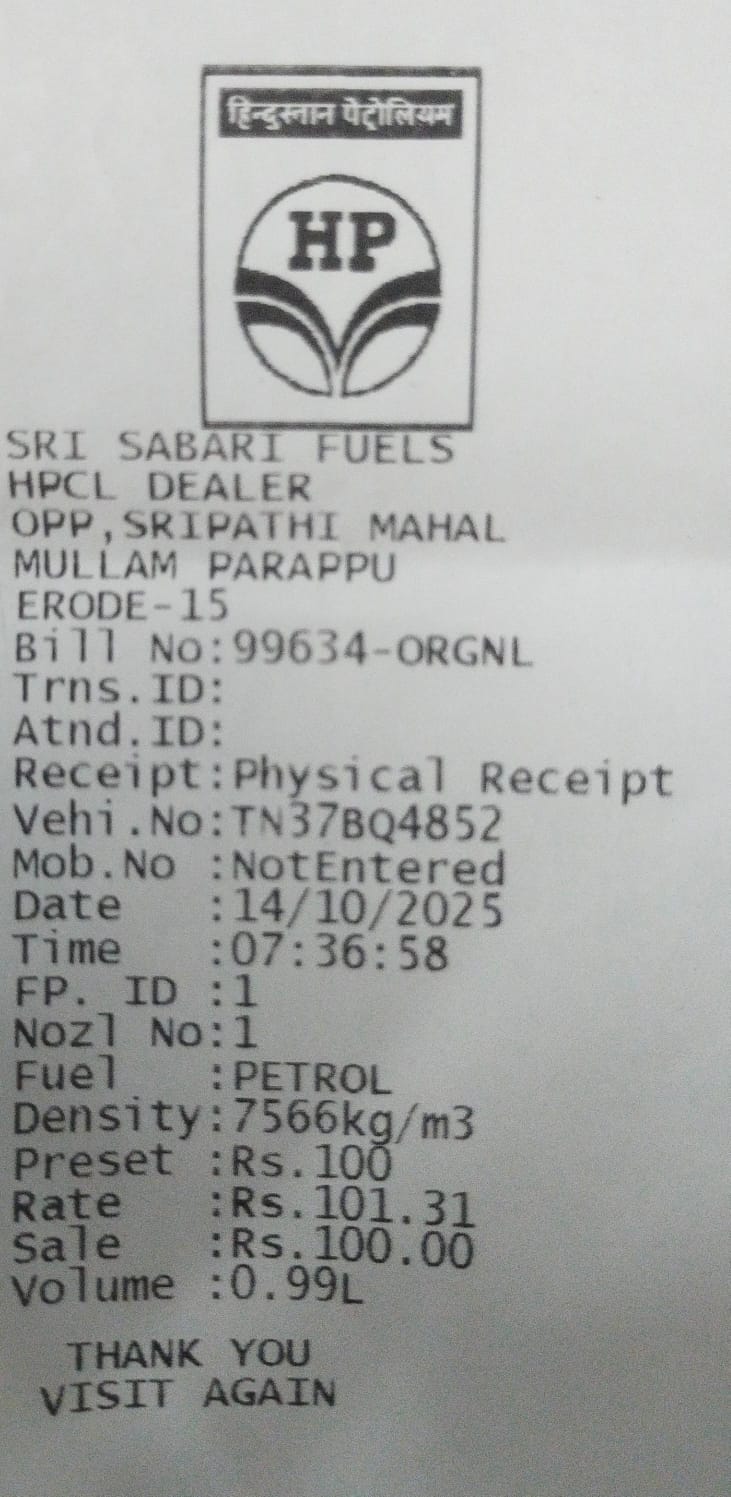 हिन्दुस्तान पेट्रोलियम
HP
SRI SABARI FUELS
HPCL DEALER
OPP,SRIPATHI MAHAL
MULLAM PARAPPU
ERODE-15
Bill No:99634-ORGNL
Trns.ID:
Atnd.ID:
Receipt:Physical Receipt
Vehi.No:TN37BQ4852
Mob.No :NotEntered
Date :14/10/2025
Time :07:36:58
FP. ID :1
Nozl No:1
Fuel :PETROL
Density:7566kg/m3
Preset :Rs.100
Rate :Rs.101.31
Sale :Rs.100.00
Volume :0.99L
THANK YOU
VISIT AGAIN